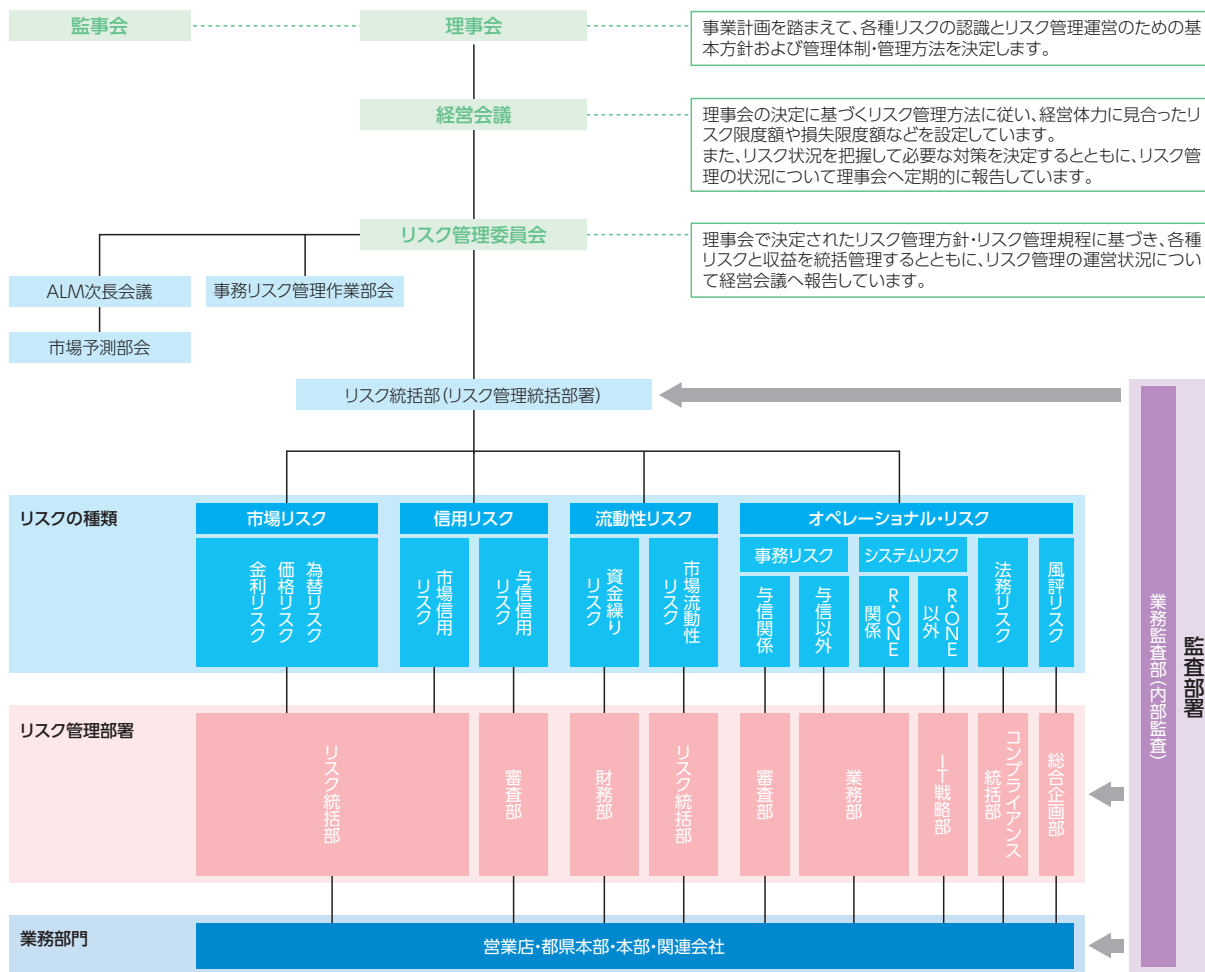 監事会
理事会
事業計画を踏まえて、各種リスクの認識とリスク管理運営のための基
本方針および管理体制・管理方法を決定します。
経営会議
理事会の決定に基づくリスク管理方法に従い、経営体力に見合ったリ
スク限度額や損失限度額などを設定しています。
また、リスク状況を把握して必要な対策を決定するとともに、リスク管
理の状況について理事会へ定期的に報告しています。
リスク管理委員会
理事会で決定されたリスク管理方針・リスク管理規程に基づき、各種
リスクと収益を統括管理するとともに、リスク管理の運営状況につい
て経営会議へ報告しています。
ALM次長会議
事務リスク管理作業部会
市場予測部会
リスク統括部(リスク管理統括部署)
リスクの種類
市場リスク
信用リスク
流動性リスク
オペレーショナル・リスク
事務リスク
システムリスク
為替リスク
価格リスク
金利リスク
市場信用
リスク
与信信用
リスク
資金繰り
リスク
市場流動性
リスク
与信関係
与信以外
R・ONE
関係
R・ONE
以外
法務リスク
風評リスク
リスク管理部署
リスク統括部
審査部
財務部
リスク統括部
審査部
業務部
IT戦略部
コンプライアンス
統括部
総合企画部
業務部門
営業店・都県本部・本部・関連会社
監査部署
業務監査部(内部監査)